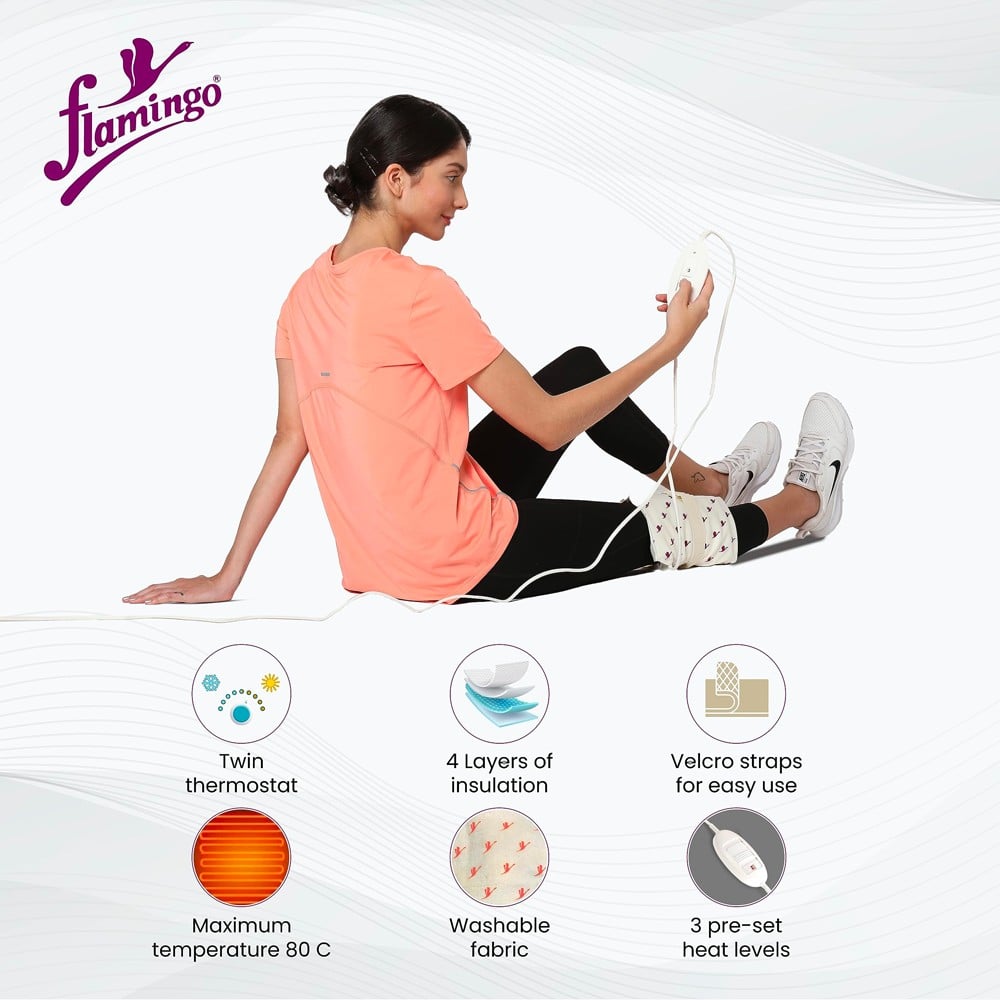 flamingo®
Twin
thermostat
4 Layers of
insulation
Velcro straps
for easy use
Maximum
temperature 80 C
Washable
fabric
3 pre-set
heat levels